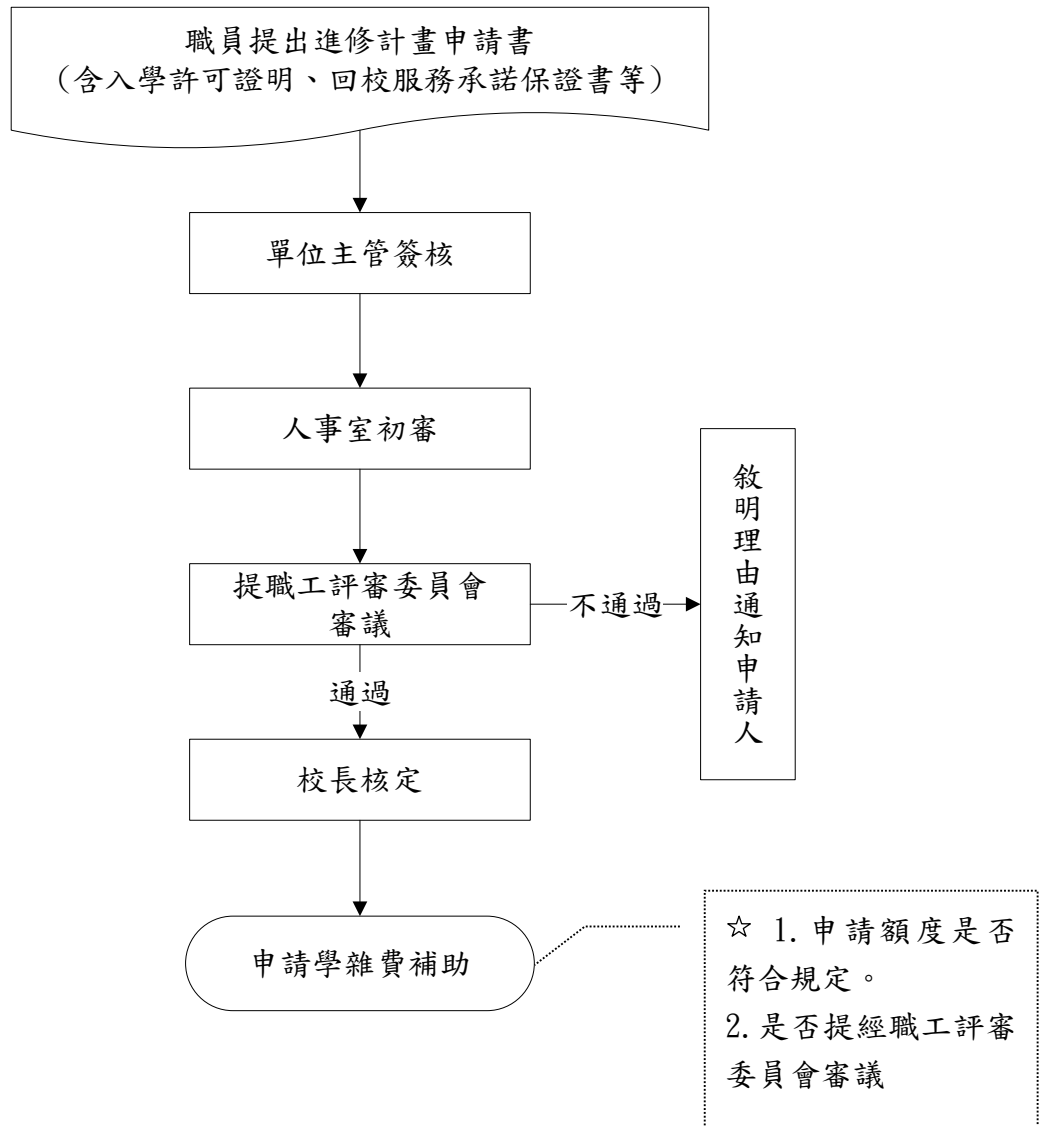 職員提出進修計畫申請書
（含入學許可證明、回校服務承諾保證書等）
單位主管簽核
人事室初審
提職工評審委員會
審議
不通過
敘明理由通知申請人
通過
校長核定
申請學雜費補助
☆ 1.申請額度是否
符合規定。
2.是否提經職工評審
委員會審議